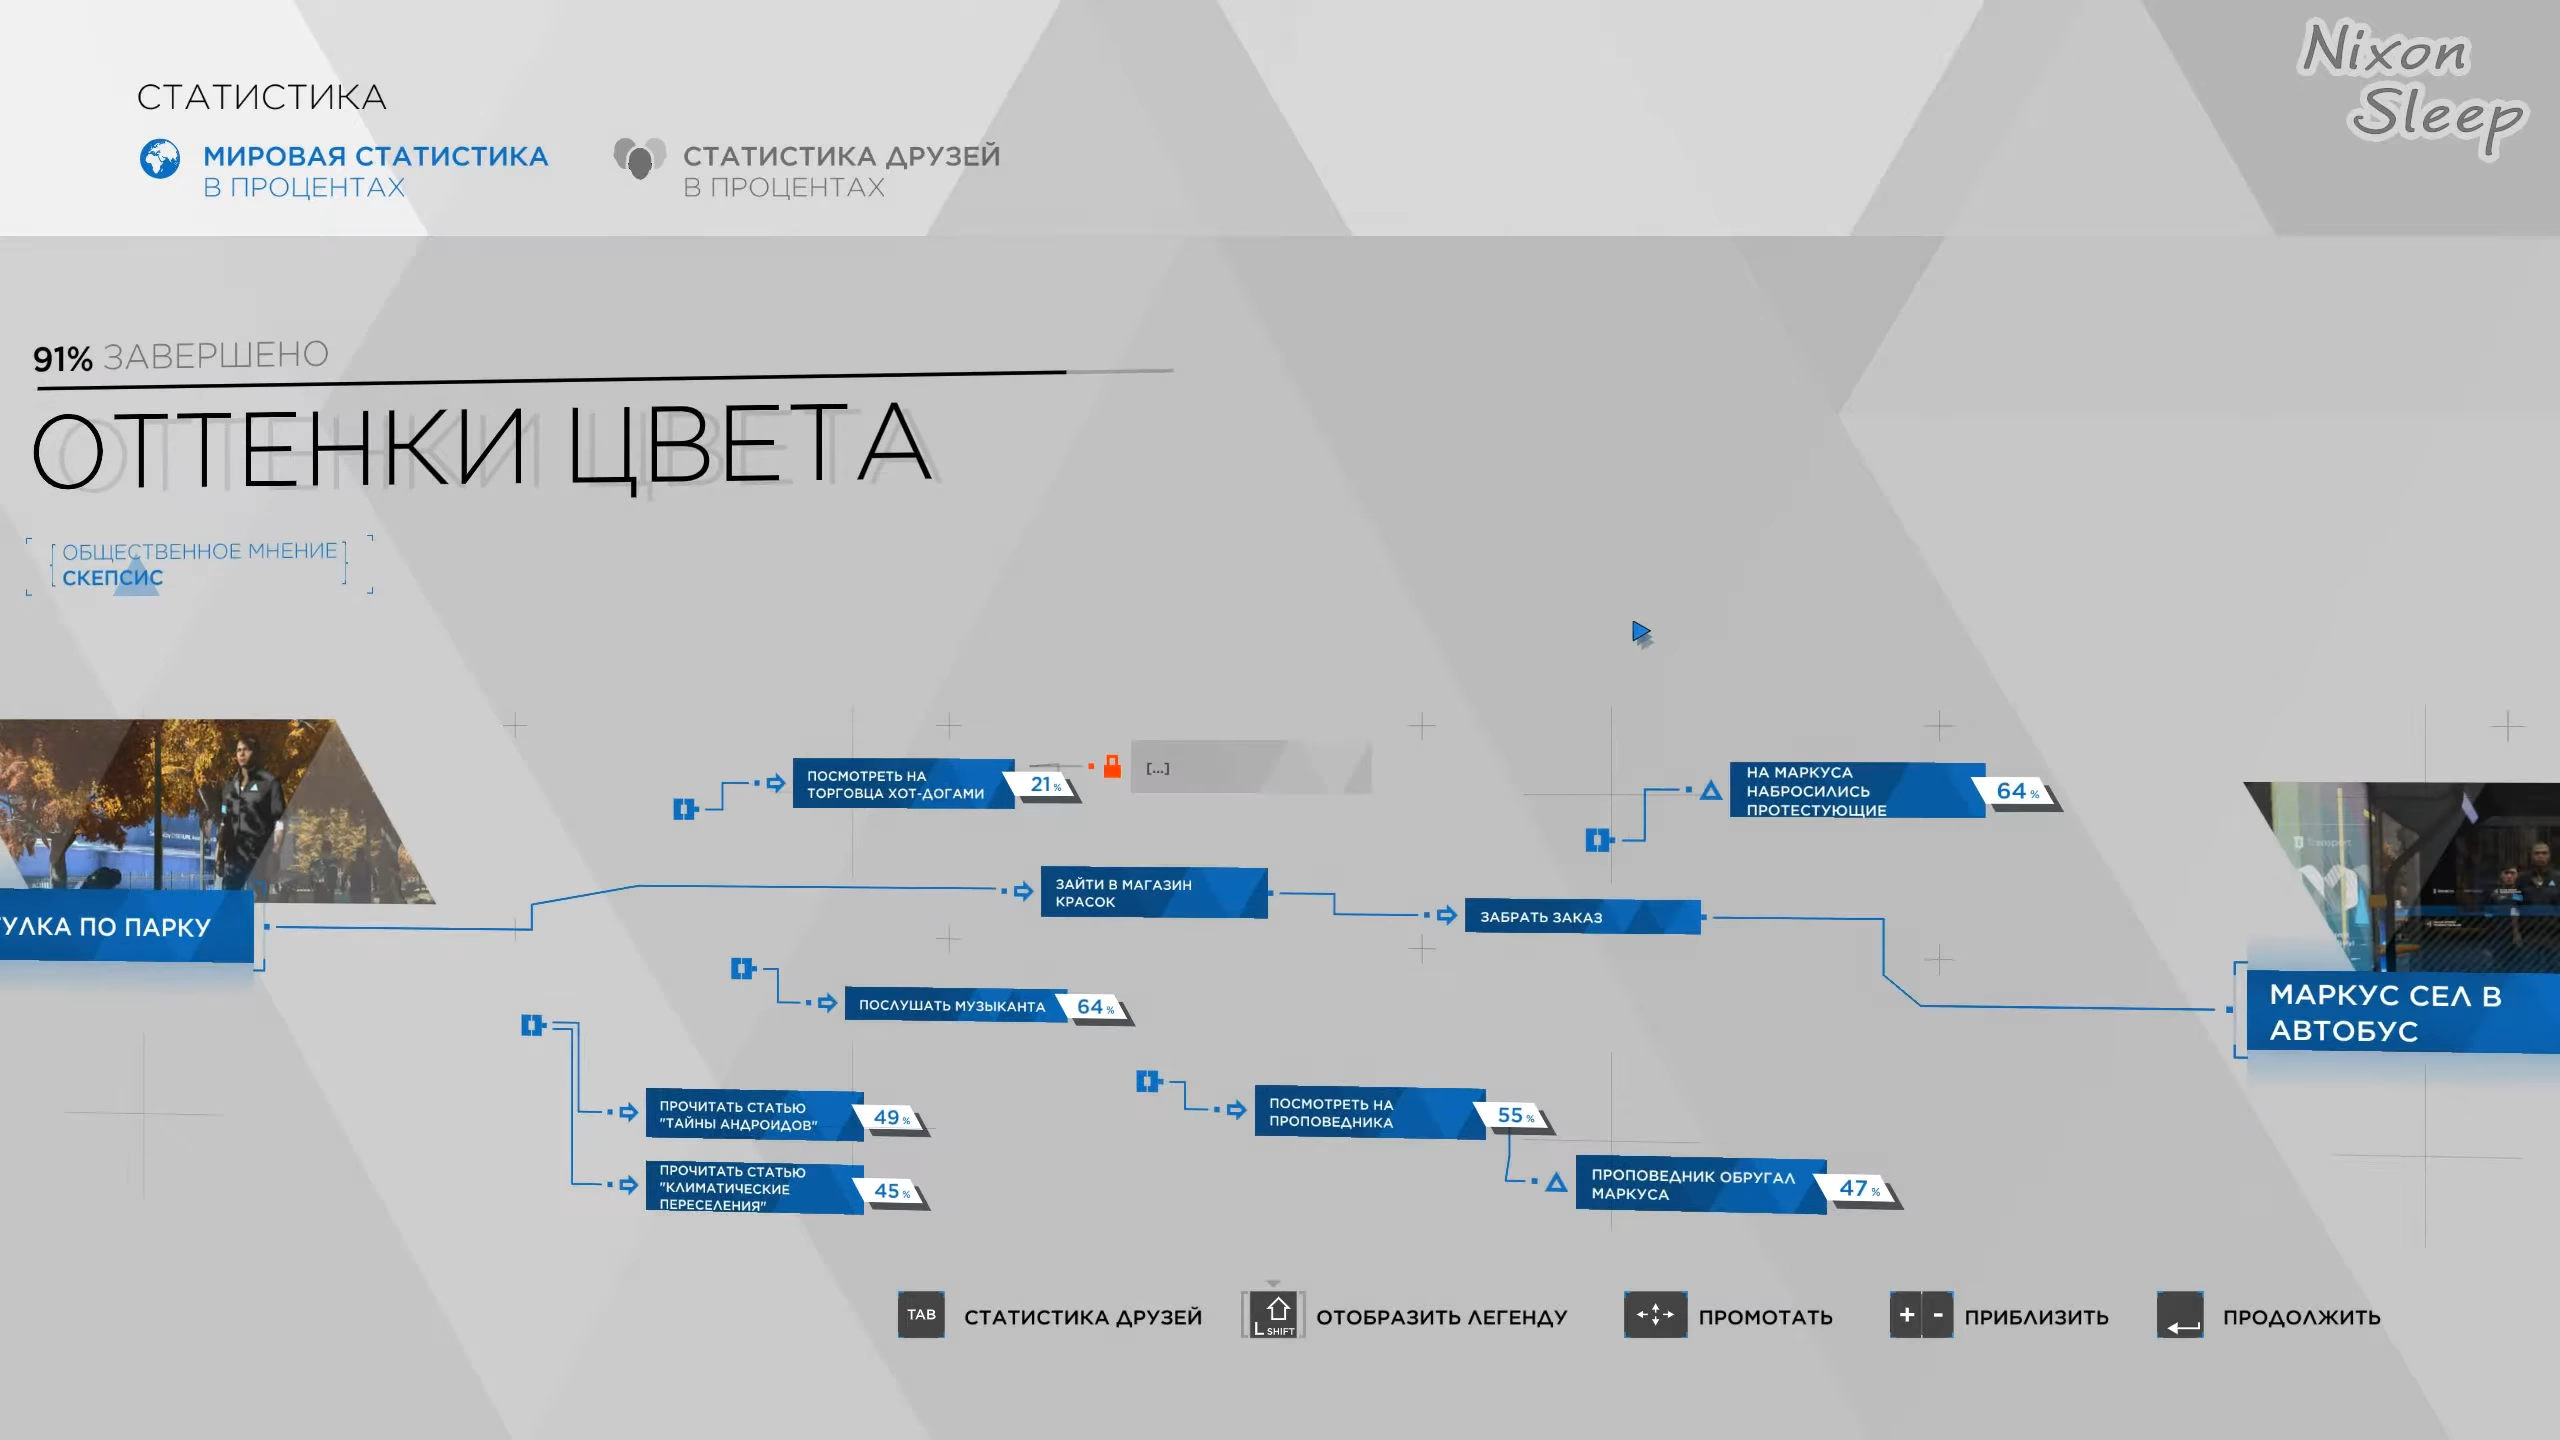 Nixon
Sleep
СТАТИСТИКА
МИРОВАЯ СТАТИСТИКА
В ПРОЦЕНТАХ
СТАТИСТИКА ДРУЗЕЙ
В ПРОЦЕНТАХ
91% ЗАВЕРШЕНО
ОТТЕНКИ ЦВЕТА
ОБЩЕСТВЕННОЕ МНЕНИЕ
СКЕПСИС
ПОСМОТРЕТЬ НА
ТОРГОВЦА ХОТ-ДОГАМИ
21%
[...]
НА МАРКУСА
НАБРОСИЛИСЬ
ПРОТЕСТУЮЩИЕ
64%
УЛКА ПО ПАРКУ
ЗАЙТИ В МАГАЗИН
КРАСОК
ЗАБРАТЬ ЗАКАЗ
МАРКУС СЕЛ В
АВТОБУС
ПОСЛУШАТЬ МУЗЫКАНТА
64%
ПРОЧИТАТЬ СТАТЬЮ
"ТАЙНЫ АНДРОИДОВ"
49%
ПОСМОТРЕТЬ НА
ПРОПОВЕДНИКА
55%
ПРОЧИТАТЬ СТАТЬЮ
"КЛИМАТИЧЕСКИЕ
ПЕРЕСЕЛЕНИЯ"
45%
ПРОПОВЕДНИК ОБРУГАЛ
МАРКУСА
47%
TAB СТАТИСТИКА ДРУЗЕЙ
L SHIFT ОТОБРАЗИТЬ ЛЕГЕНДУ
ПРОМОТАТЬ
+ - ПРИБЛИЗИТЬ
ПРОДОЛЖИТЬ